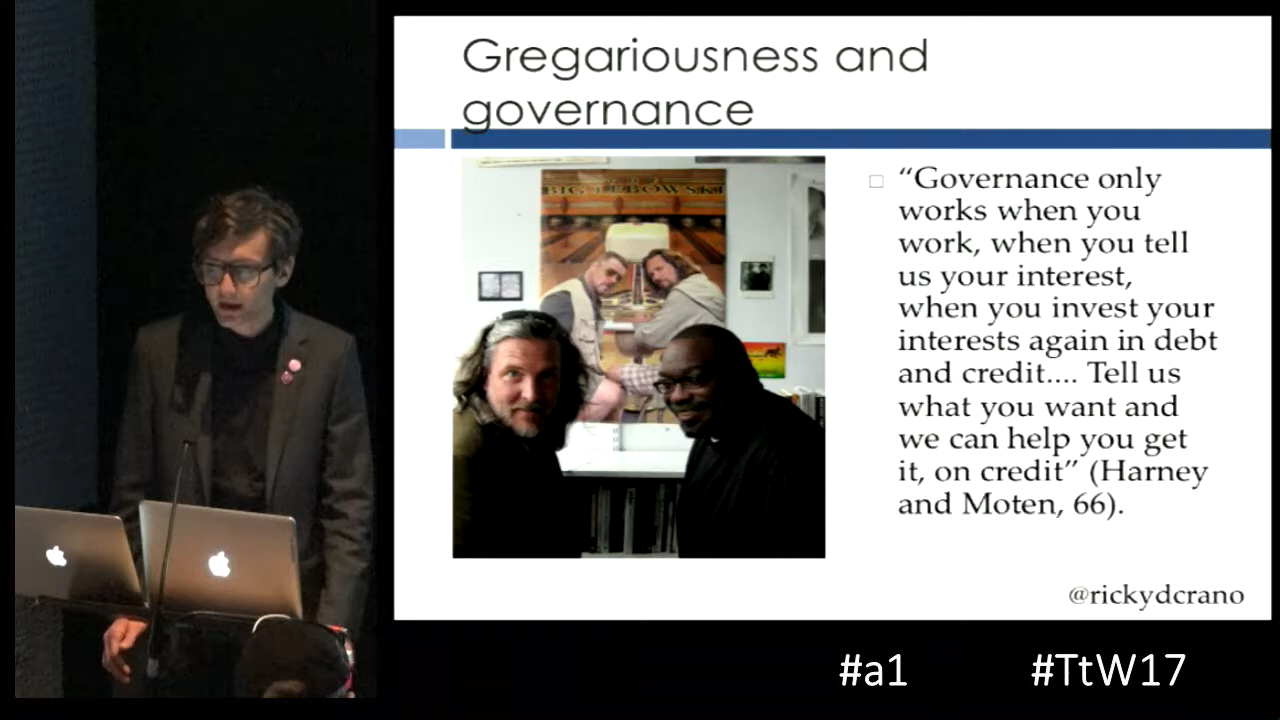 Gregariousness and
governance
BIG LEBOWSKI
“Governance only
works when you
work, when you tell
us your interest,
when you invest your
interests again in debt
and credit.... Tell us
what you want and
we can help you get
it, on credit” (Harney
and Moten, 66).
@rickydcrano
#a1
#TtW17